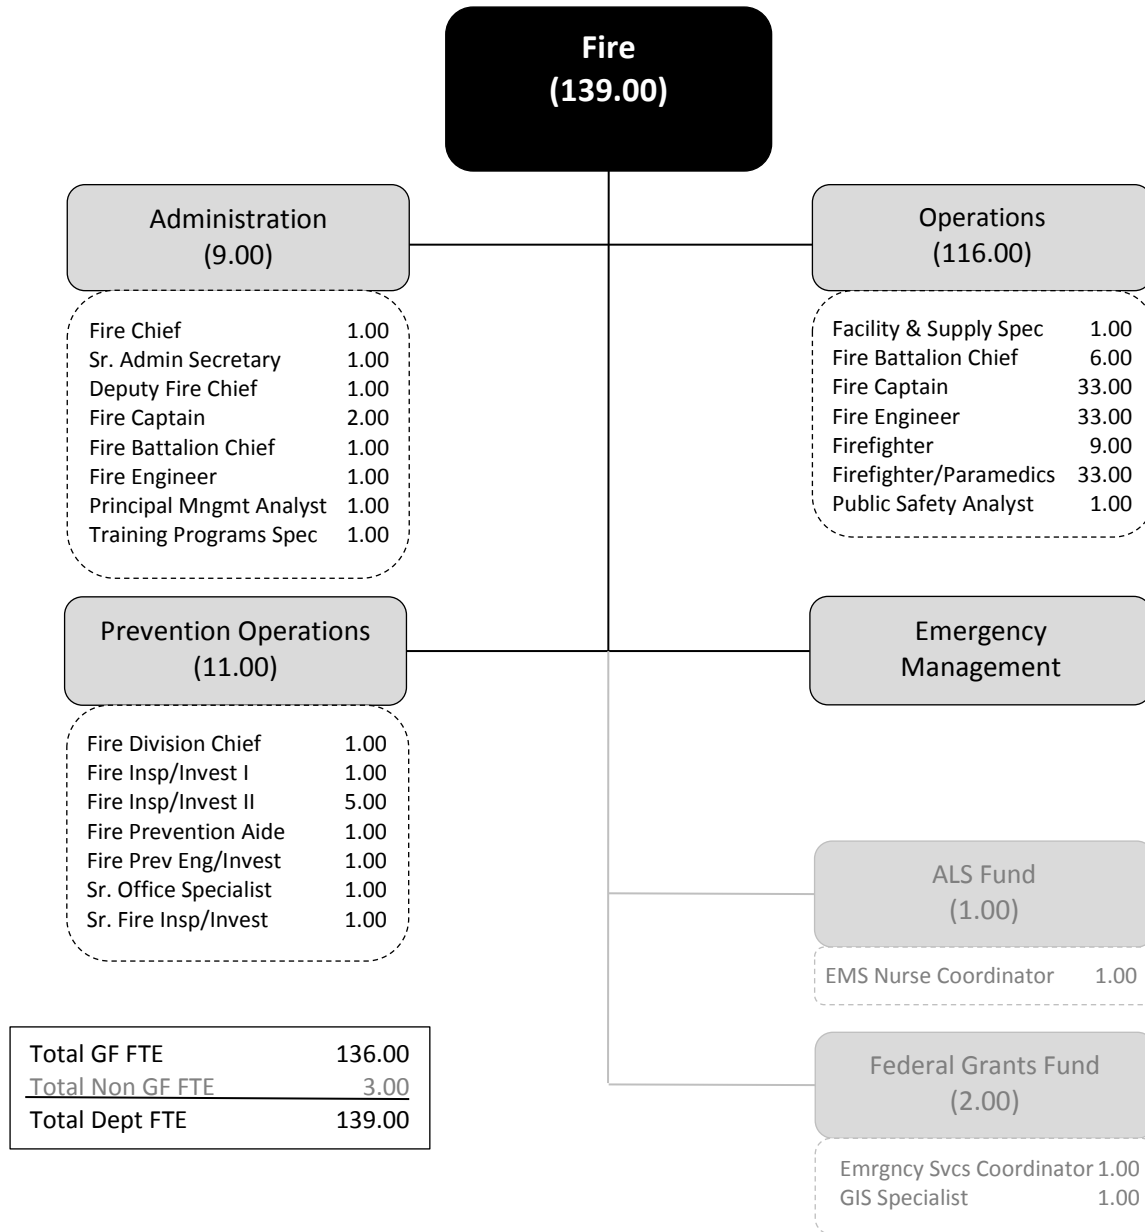 Fire
(139.00)
Administration
(9.00)
Fire Chief 1.00
Sr. Admin Secretary 1.00
Deputy Fire Chief 1.00
Fire Captain 2.00
Fire Battalion Chief 1.00
Fire Engineer 1.00
Principal Mngmt Analyst 1.00
Training Programs Spec 1.00
Operations
(116.00)
Facility & Supply Spec 1.00
Fire Battalion Chief 6.00
Fire Captain 33.00
Fire Engineer 33.00
Firefighter 9.00
Firefighter/Paramedics 33.00
Public Safety Analyst 1.00
Prevention Operations
(11.00)
Fire Division Chief 1.00
Fire Insp/Invest I 1.00
Fire Insp/Invest II 5.00
Fire Prevention Aide 1.00
Fire Prev Eng/Invest 1.00
Sr. Office Specialist 1.00
Sr. Fire Insp/Invest 1.00
Emergency
Management
ALS Fund
(1.00)
EMS Nurse Coordinator 1.00
Federal Grants Fund
(2.00)
Emrgncy Svcs Coordinator 1.00
GIS Specialist 1.00
Total GF FTE 136.00
Total Non GF FTE 3.00
Total Dept FTE 139.00